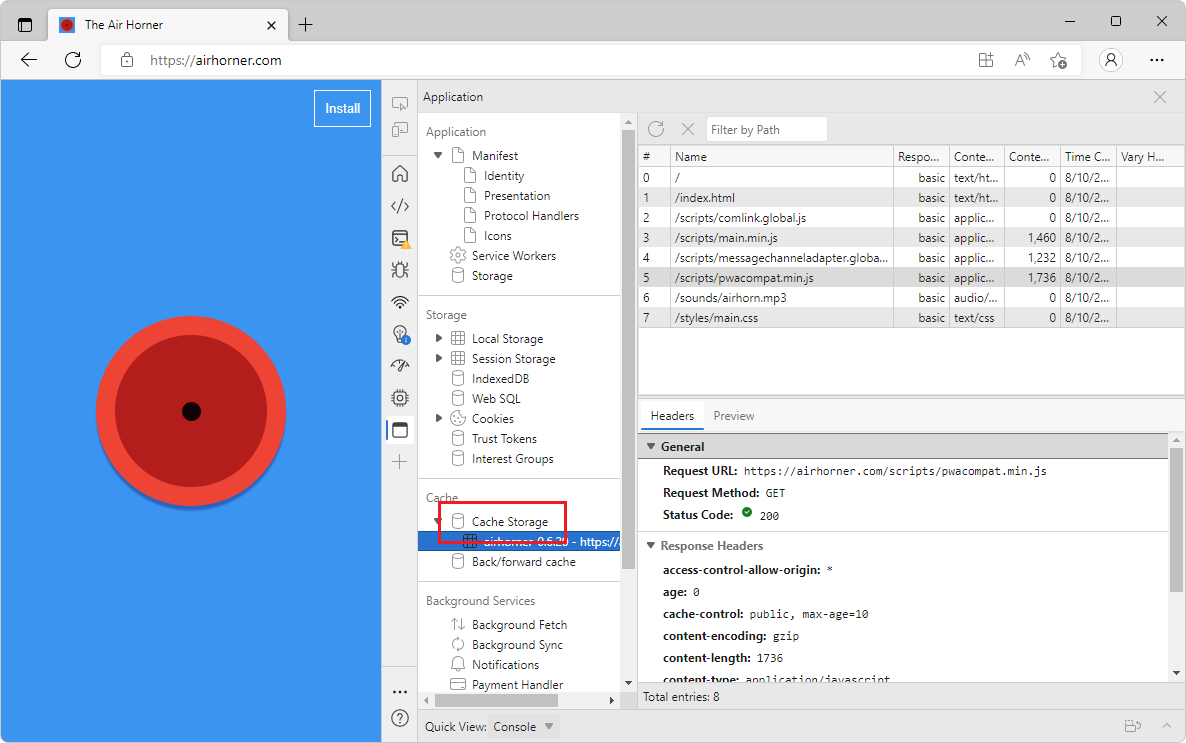 The Air Horner
https://airhorner.com
Install
Application
Application
Manifest
Identity
Presentation
Protocol Handlers
Icons
Service Workers
Storage
Storage
Local Storage
Session Storage
IndexedDB
Web SQL
Cookies
Trust Tokens
Interest Groups
Cache
Cache Storage
airhorner-0.6.20 - https://a
Back/forward cache
Background Services
Background Fetch
Background Sync
Notifications
Payment Handler
Filter by Path
# Name Respo... Conte... Conte... Time C... Vary H...
0 / basic text/ht... 0 8/10/2...
1 /index.html basic text/ht... 0 8/10/2...
2 /scripts/comlink.global.js basic applic... 0 8/10/2...
3 /scripts/main.min.js basic applic... 1,460 8/10/2...
4 /scripts/messagechanneladapter.globa... basic applic... 1,232 8/10/2...
5 /scripts/pwacompat.min.js basic applic... 1,736 8/10/2...
6 /sounds/airhorn.mp3 basic audio/... 0 8/10/2...
7 /styles/main.css basic text/css 0 8/10/2...
Headers Preview
General
Request URL: https://airhorner.com/scripts/pwacompat.min.js
Request Method: GET
Status Code: 200
Response Headers
access-control-allow-origin: *
age: 0
cache-control: public, max-age=10
content-encoding: gzip
content-length: 1736
content-type: application/javascript
Total entries: 8
Quick View: Console